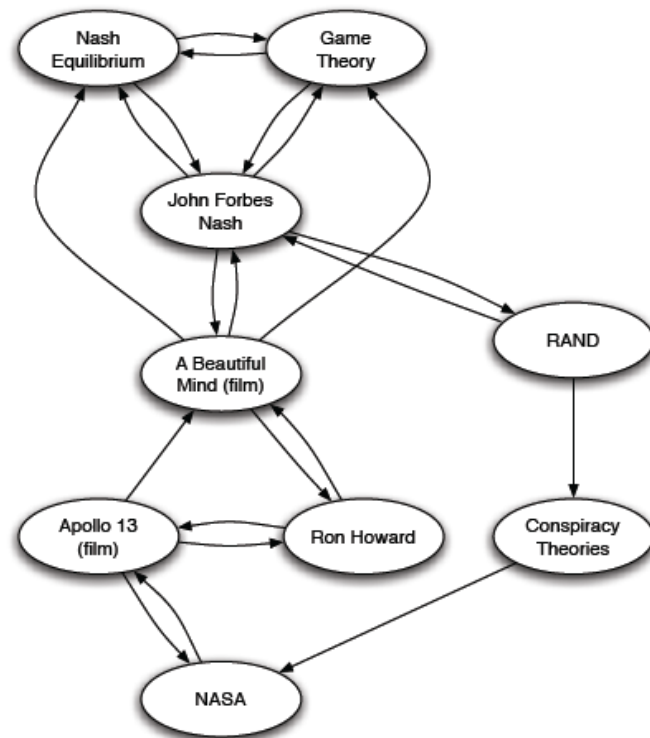 Nash
Equilibrium
Game
Theory
John Forbes
Nash
RAND
A Beautiful
Mind (film)
Apollo 13
(film)
Ron Howard
Conspiracy
Theories
NASA